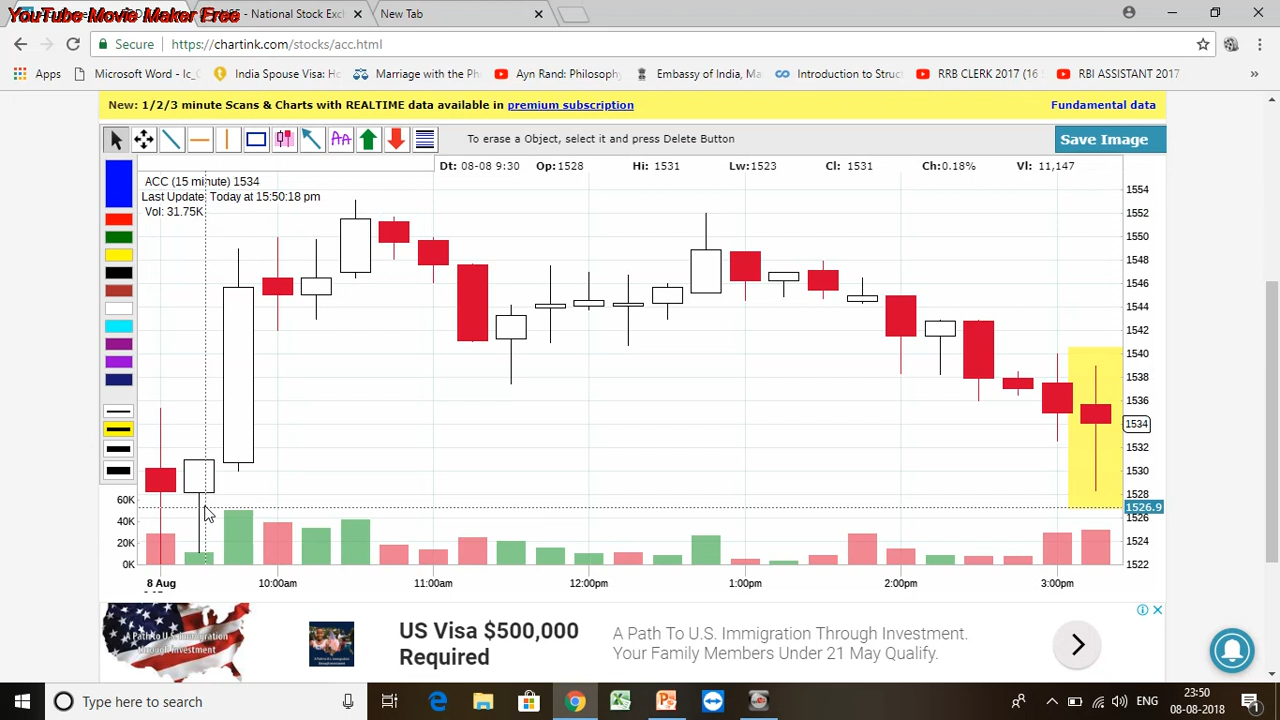 YouTube Movie Maker Free
- National Stock Exc
New Tab
Secure
https://chartink.com/stocks/acc.html
Apps
Microsoft Word - Ic_C
India Spouse Visa: Ho
Marriage with the Ph
Ayn Rand: Philosophy
Embassy of India, Ma
Introduction to Struc
RRB CLERK 2017 (16 S
RBI ASSISTANT 2017
»
New: 1/2/3 minute Scans & Charts with REALTIME data available in premium subscription
Fundamental data
To erase a Object, select it and press Delete Button
Save Image
Dt: 08-08 9:30 Op:1528 Hi: 1531 Lw:1523 Cl: 1531 Ch:0.18% Vl: 11,147
ACC (15 minute) 1534
Last Update: Today at 15:50:18 pm
Vol: 31.75K
1554
1552
1550
1548
1546
1544
1542
1540
1538
1536
1534
1532
1530
1528
1526.9
1526
1524
1522
60K
40K
20K
0K
8 Aug
10:00am
11:00am
12:00pm
1:00pm
2:00pm
3:00pm
A Path To U.S. Immigration
Through Investment
US Visa $500,000
Required
A Path To U.S. Immigration Through Investment.
Your Family Members Under 21 May Qualify.
Type here to search
ENG
23:50
08-08-2018